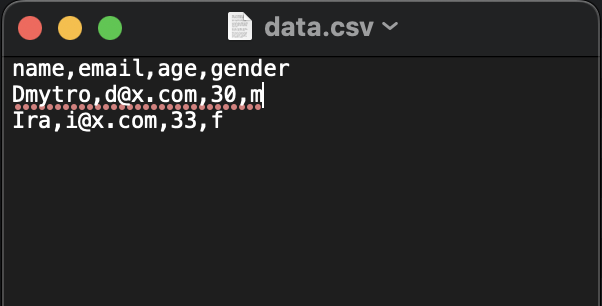 data.csv
name,email,age,gender
Dmytro,d@x.com,30,m
Ira,i@x.com,33,f